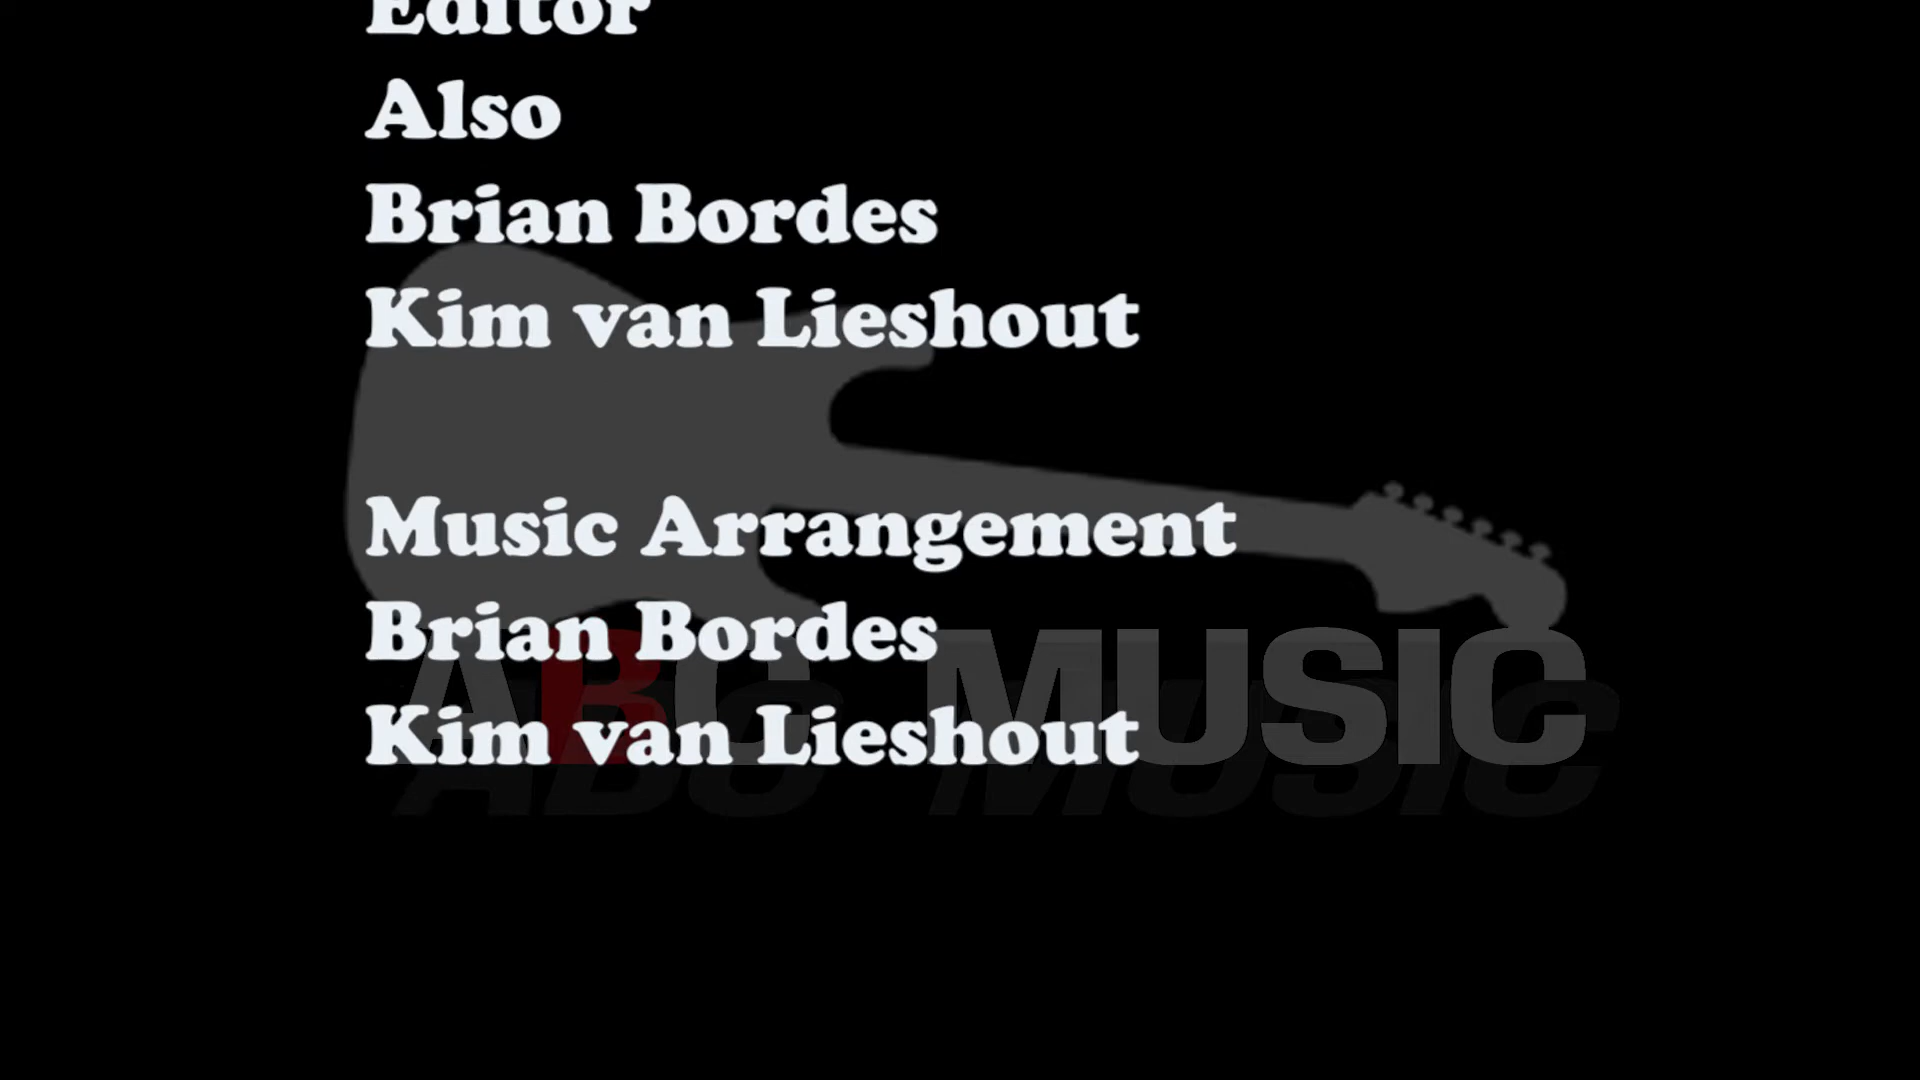 Editor
Also
Brian Bordes
Kim van Lieshout
Music Arrangement
Brian Bordes
Kim van Lieshout
ABC MUSIC